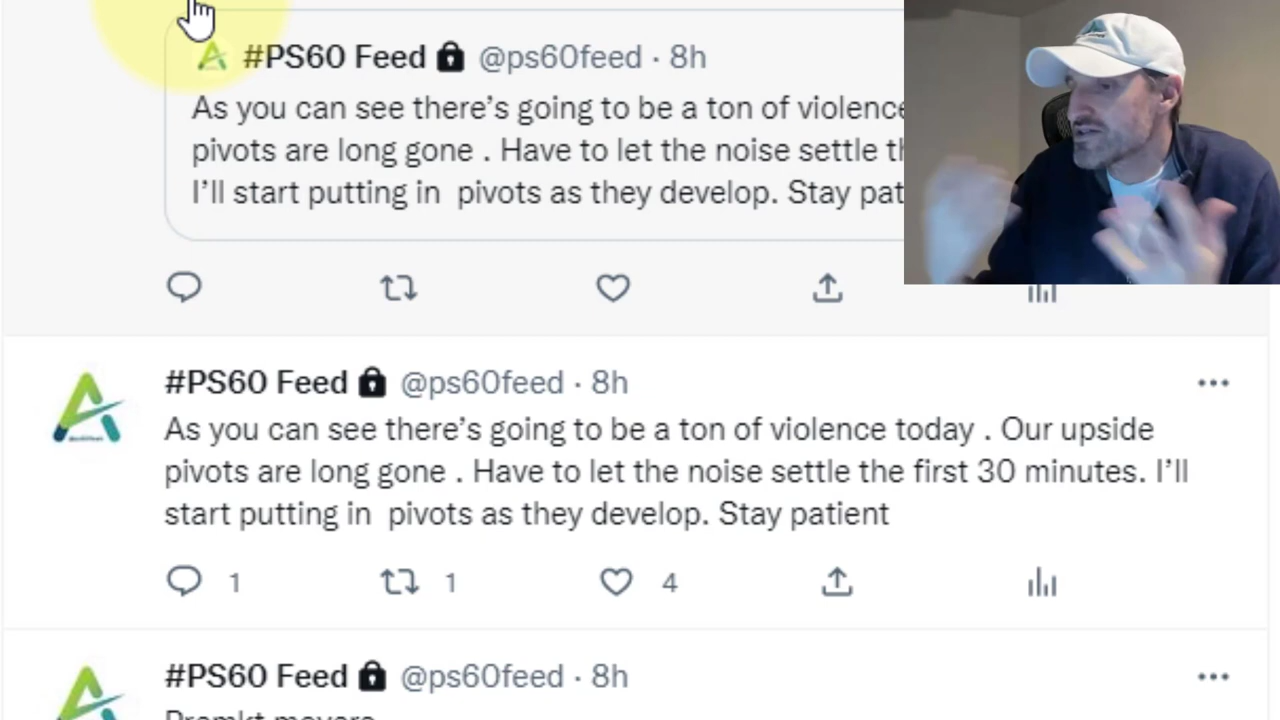 #PS60 Feed @ps60feed · 8h
As you can see there's going to be a ton of violence
pivots are long gone . Have to let the noise settle
I'll start putting in pivots as they develop. Stay
#PS60 Feed @ps60feed · 8h
As you can see there's going to be a ton of violence today . Our upside
pivots are long gone . Have to let the noise settle the first 30 minutes. I'll
start putting in pivots as they develop. Stay patient
1 1 4
#PS60 Feed @ps60feed · 8h
Premkt movers